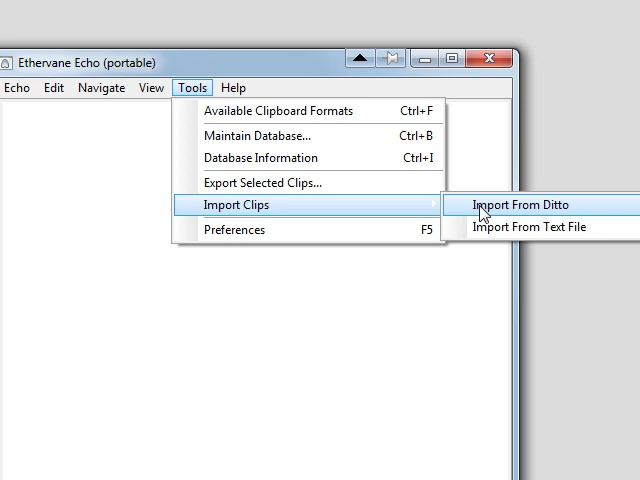 Ethervane Echo (portable)
Echo Edit Navigate View Tools Help
Available Clipboard Formats Ctrl+F
Maintain Database... Ctrl+B
Database Information Ctrl+I
Export Selected Clips...
Import Clips
Import From Ditto
Import From Text File
Preferences F5